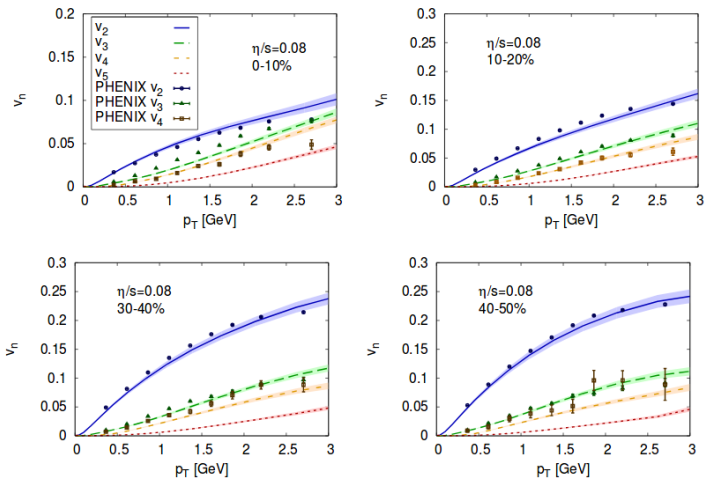 0.2
0.15
0.1
0.05
0
v₂
v₃
v₄
v₅
PHENIX v₂
PHENIX v₃
PHENIX v₄
η/s=0.08
0-10%
vₙ
0 0.5 1 1.5 2 2.5 3
p_T [GeV]
0.3
0.25
0.2
0.15
0.1
0.05
0
η/s=0.08
10-20%
vₙ
0 0.5 1 1.5 2 2.5 3
p_T [GeV]
0.3
0.25
0.2
0.15
0.1
0.05
0
η/s=0.08
30-40%
vₙ
0 0.5 1 1.5 2 2.5 3
p_T [GeV]
0.3
0.25
0.2
0.15
0.1
0.05
0
η/s=0.08
40-50%
vₙ
0 0.5 1 1.5 2 2.5 3
p_T [GeV]